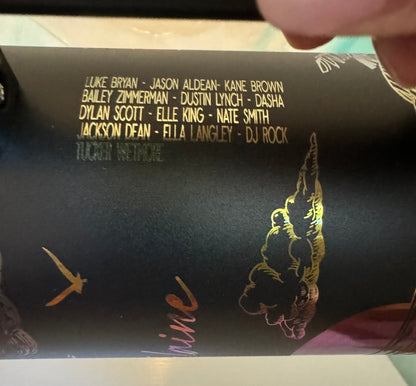 LUKE BRYAN - JASON ALDEAN- KANE BROWN
BAILEY ZIMMERMAN - DUSTIN LYNCH - DASHA
DYLAN SCOTT - ELLE KING - NATE SMITH
JACKSON DEAN - ELLA LANGLEY - DJ ROCK
TUCKER WETMORE